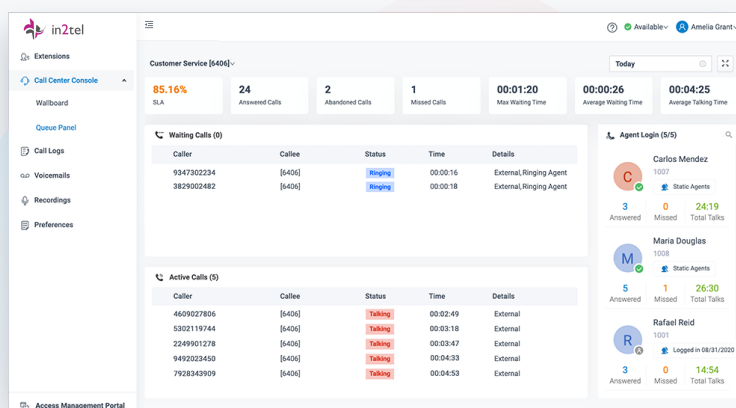 in2tel
Available
Amelia Grant
Extensions
Call Center Console
Wallboard
Queue Panel
Call Logs
Voicemails
Recordings
Preferences
Access Management Portal
Customer Service [6406]
Today
85.16% 24 2 1 00:01:20 00:00:26 00:04:25
SLA Answered Calls Abandoned Calls Missed Calls Max Waiting Time Average Waiting Time Average Talking Time
Waiting Calls (0)
Caller Callee Status Time Details
9347302234 [6406] Ringing 00:00:16 External,Ringing Agent
3829002482 [6406] Ringing 00:00:18 External,Ringing Agent
Active Calls (5)
Caller Callee Status Time Details
4609027806 [6406] Talking 00:02:49 External
5302119744 [6406] Talking 00:03:18 External
2249901278 [6406] Talking 00:03:47 External
9492023450 [6406] Talking 00:04:33 External
7928343909 [6406] Talking 00:04:53 External
Agent Login (5/5)
C
Carlos Mendez
1007
Static Agents
3 0 24:19
Answered Missed Total Talks
M
Maria Douglas
1008
Static Agents
5 1 26:30
Answered Missed Total Talks
R
Rafael Reid
1001
Logged in 08/31/2020
3 0 14:54
Answered Missed Total Talks